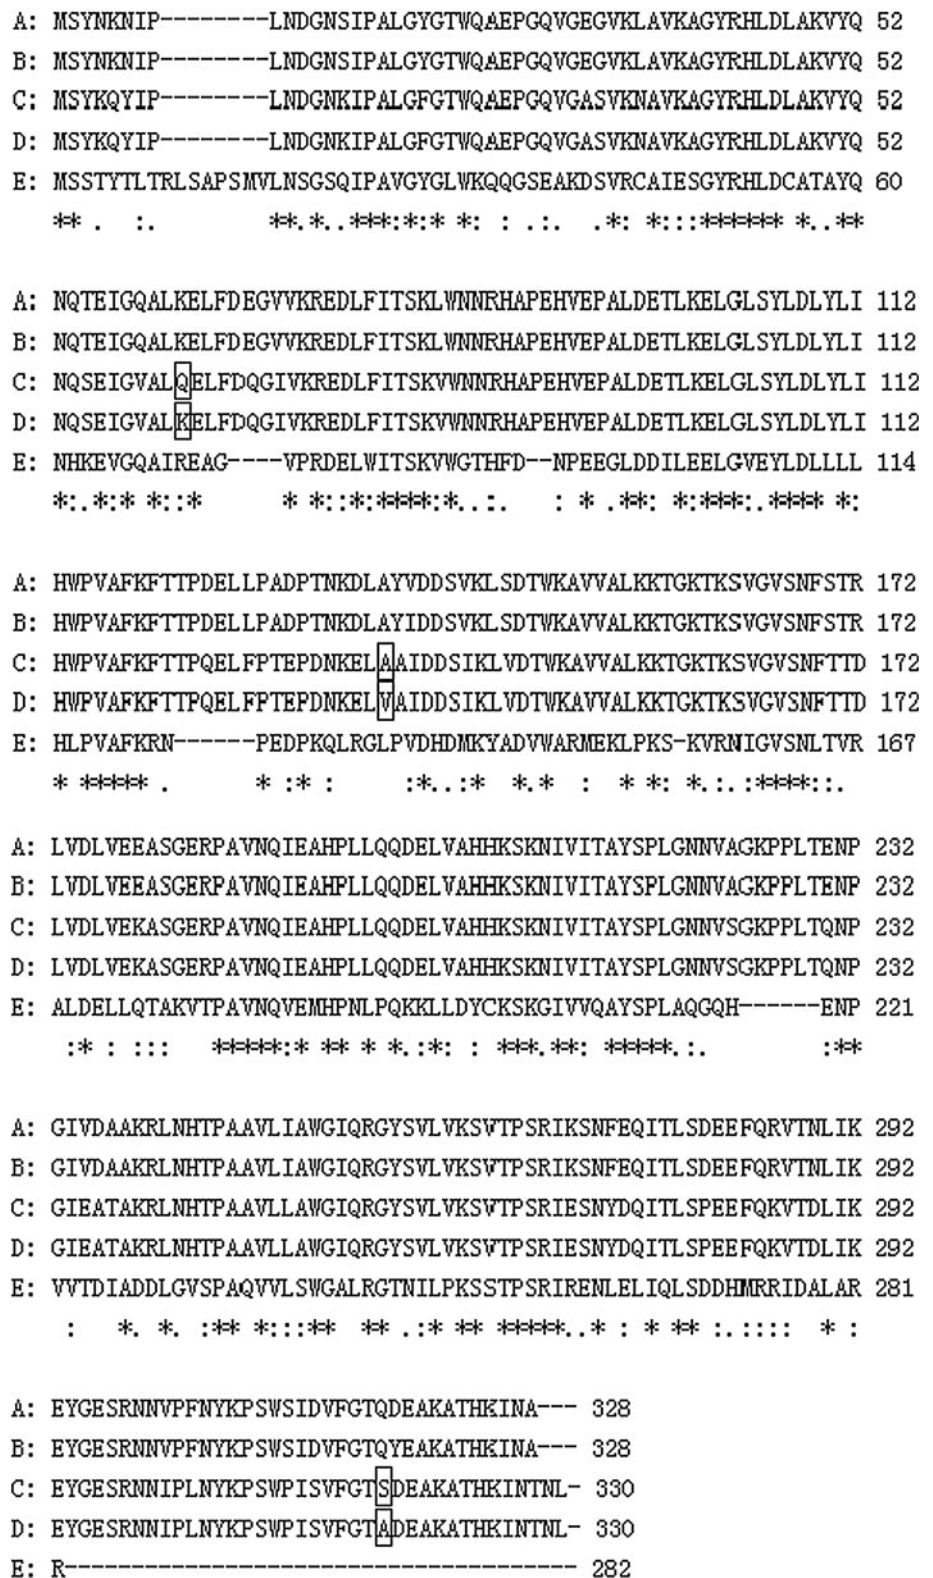 A: MSYNKNIP--------LNDGNSIPALGYGTWQAEPGQVGEGVKLAVKAGYRHLDLAKVYQ 52
B: MSYNKNIP--------LNDGNSIPALGYGTWQAEPGQVGEGVKLAVKAGYRHLDLAKVYQ 52
C: MSYKQYIP--------LNDGNKIPALGFGTWQAEPGQVGASVKNAVKAGYRHLDLAKVYQ 52
D: MSYKQYIP--------LNDGNKIPALGFGTWQAEPGQVGASVKNAVKAGYRHLDLAKVYQ 52
E: MSSTYTLTRLSAPSMVLNSGSQIPAVGYGLWKQQGSEAKDSVRCAIESGYRHLDCATAYQ 60
** .  :.        **.*..***:*:* *: : .:.  .*: *:::****** *..**
A: NQTEIGQALKELFDEGVVKREDLFITSKLWNNRHAPEHVEPALDETLKELGLSYLDLYLI 112
B: NQTEIGQALKELFDEGVVKREDLFITSKLWNNRHAPEHVEPALDETLKELGLSYLDLYLI 112
C: NQSEIGVALQELFDQGIVKREDLFITSKVWNNRHAPEHVEPALDETLKELGLSYLDLYLI 112
D: NQSEIGVALKELFDQGIVKREDLFITSKVWNNRHAPEHVEPALDETLKELGLSYLDLYLI 112
E: NHKEVGQAIREAG----VPRDELWITSKVWGTHFD--NPEEGLDDILEELGVEYLDLLLL 114
*:.*:* *::*      * *::*:****:*..:.   : * .**: *:***:.**** *:
A: HWPVAFKFTTPDELLPADPTNKDLAYVDDSVKLSDTWKAVVALKKTGKTKSVGVSNFSTR 172
B: HWPVAFKFTTPDELLPADPTNKDLAYIDDSVKLSDTWKAVVALKKTGKTKSVGVSNFSTR 172
C: HWPVAFKFTTPQELFPTEPDNKELAAIDDSIKLVDTWKAVVALKKTGKTKSVGVSNFTTD 172
D: HWPVAFKFTTPQELFPTEPDNKELVAIDDSIKLVDTWKAVVALKKTGKTKSVGVSNFTTD 172
E: HLPVAFKRN------PEDPKQLRGLPVDHDMKYADVWARMEKLPKS-KVRNIGVSNLTVR 167
* ***** .      * :* :     :*..:*  *.*  :  * *: *.:.:****::.
A: LVDLVEEASGERPAVNQIEAHPLLQQDELVAHHKSKNIVITAYSPLGNNVAGKPPLTENP 232
B: LVDLVEEASGERPAVNQIEAHPLLQQDELVAHHKSKNIVITAYSPLGNNVAGKPPLTENP 232
C: LVDLVEKASGERPAVNQIEAHPLLQQDELVAHHKSKNIVITAYSPLGNNVSGKPPLTQNP 232
D: LVDLVEKASGERPAVNQIEAHPLLQQDELVAHHKSKNIVITAYSPLGNNVSGKPPLTQNP 232
E: ALDELLQTAKVTPAVNQVEMHPNLPQKKLLDYCKSKGIVVQAYSPLAQGQH------ENP 221
:* : :::   *****:* ** * *.:*: : ***.**: *****.:.         :**
A: GIVDAAKRLNHTPAAVLIAWGIQRGYSVLVKSVTPSRIKSNFEQITLSDEEFQRVTNLIK 292
B: GIVDAAKRLNHTPAAVLIAWGIQRGYSVLVKSVTPSRIKSNFEQITLSDEEFQRVTNLIK 292
C: GIEATAKRLNHTPAAVLLAWGIQRGYSVLVKSVTPSRIESNYDQITLSPEEFQKVTDLIK 292
D: GIEATAKRLNHTPAAVLLAWGIQRGYSVLVKSVTPSRIESNYDQITLSPEEFQKVTDLIK 292
E: VVTDIADDLGVSPAQVVLSWGALRGTNILPKSSTPSRIRENLELIQLSDDHMRRIDALAR 281
:   *. *. :** *:::**  ** .:* ** *****..* : * ** :.::::  * :
A: EYGESRNNVPFNYKPSWSIDVFGTQDEAKATHKINA--- 328
B: EYGESRNNVPFNYKPSWSIDVFGTQYEAKATHKINA--- 328
C: EYGESRNNIPLNYKPSWPISVFGTSDEAKATHKINTNL- 330
D: EYGESRNNIPLNYKPSWPISVFGTADEAKATHKINTNL- 330
E: R-------------------------------------- 282